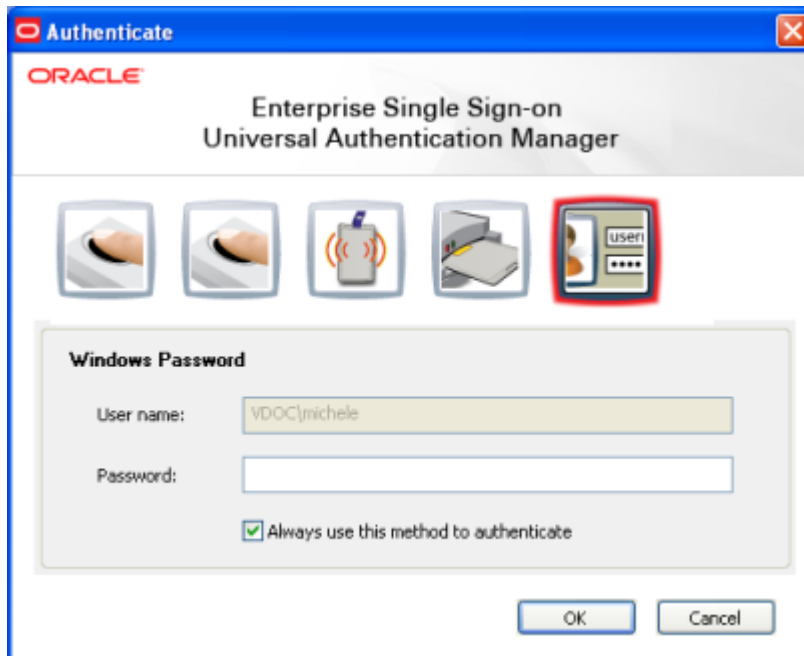 Authenticate
ORACLE
Enterprise Single Sign-on
Universal Authentication Manager
usern
Windows Password
User name:
VDOC\michele
Password:
Always use this method to authenticate
OK
Cancel